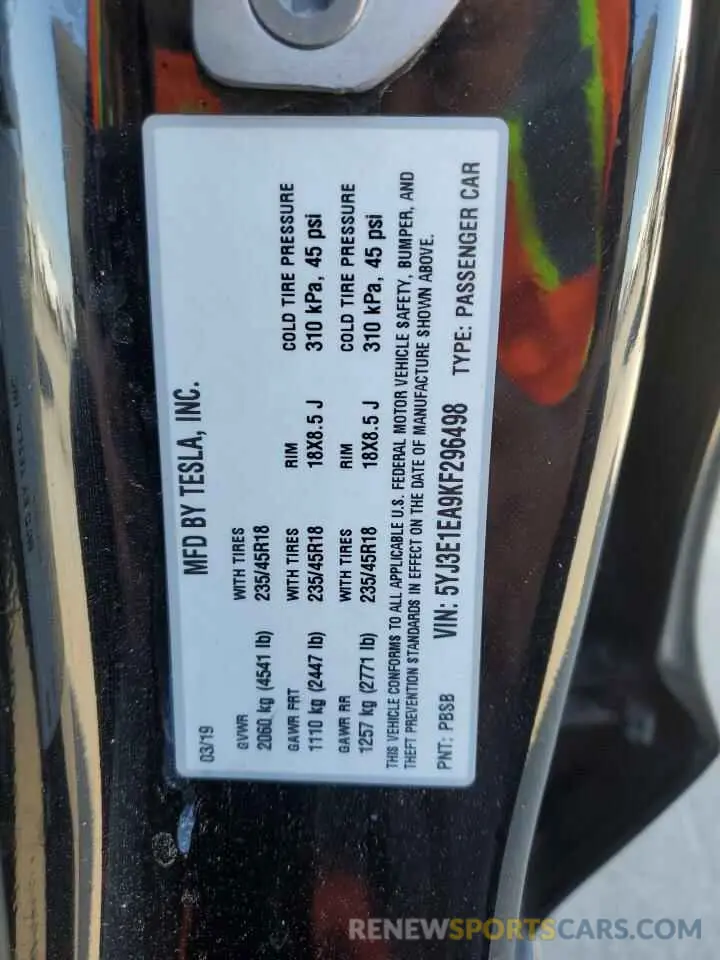 03/19
MFD BY TESLA, INC.
GVWR WITH TIRES
2060 kg (4541 lb) 235/45R18
GAWR FRT WITH TIRES RIM COLD TIRE PRESSURE
1110 kg (2447 lb) 235/45R18 18X8.5 J 310 kPa, 45 psi
GAWR RR WITH TIRES RIM COLD TIRE PRESSURE
1257 kg (2771 lb) 235/45R18 18X8.5 J 310 kPa, 45 psi
THIS VEHICLE CONFORMS TO ALL APPLICABLE U.S. FEDERAL MOTOR VEHICLE SAFETY, BUMPER, AND
THEFT PREVENTION STANDARDS IN EFFECT ON THE DATE OF MANUFACTURE SHOWN ABOVE.
PNT: PBSB VIN: 5YJ3E1EA9KF296498 TYPE: PASSENGER CAR
RENEWSPORTSCARS.COM